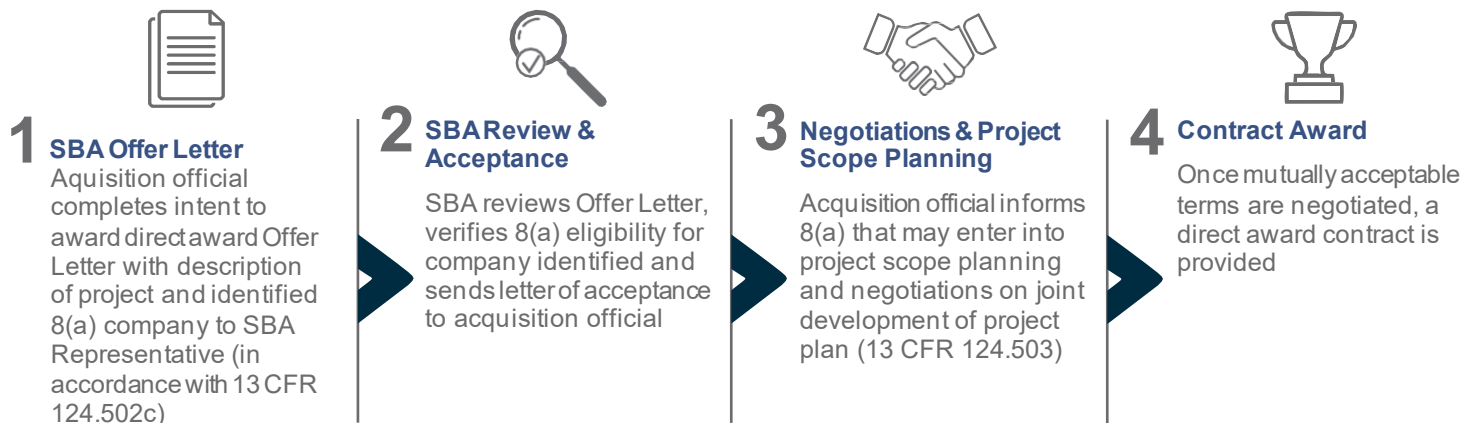 1
SBA Offer Letter
Aquisition official
completes intent to
award direct award Offer
Letter with description
of project and identified
8(a) company to SBA
Representative (in
accordance with 13 CFR
124.502c)
2
SBA Review &
Acceptance
SBA reviews Offer Letter,
verifies 8(a) eligibility for
company identified and
sends letter of acceptance
to acquisition official
3
Negotiations & Project
Scope Planning
Acquisition official informs
8(a) that may enter into
project scope planning
and negotiations on joint
development of project
plan (13 CFR 124.503)
4
Contract Award
Once mutually acceptable
terms are negotiated, a
direct award contract is
provided